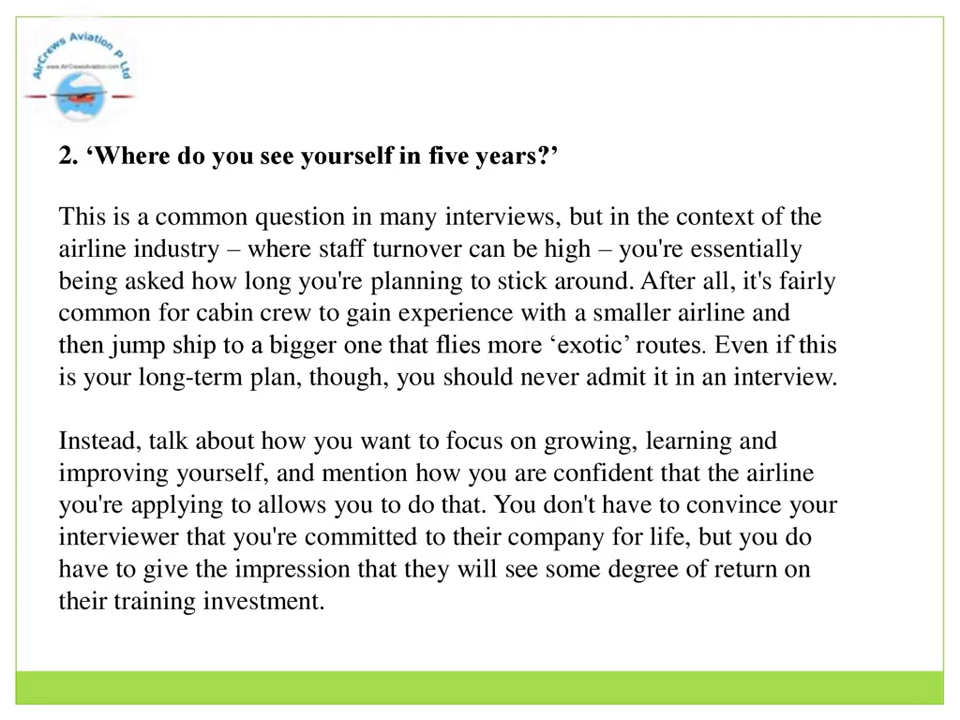 AirCrews Aviation P Ltd
www.AirCrewsAviation.com
2. ‘Where do you see yourself in five years?’
This is a common question in many interviews, but in the context of the
airline industry – where staff turnover can be high – you're essentially
being asked how long you're planning to stick around. After all, it's fairly
common for cabin crew to gain experience with a smaller airline and
then jump ship to a bigger one that flies more ‘exotic’ routes. Even if this
is your long-term plan, though, you should never admit it in an interview.
Instead, talk about how you want to focus on growing, learning and
improving yourself, and mention how you are confident that the airline
you're applying to allows you to do that. You don't have to convince your
interviewer that you're committed to their company for life, but you do
have to give the impression that they will see some degree of return on
their training investment.